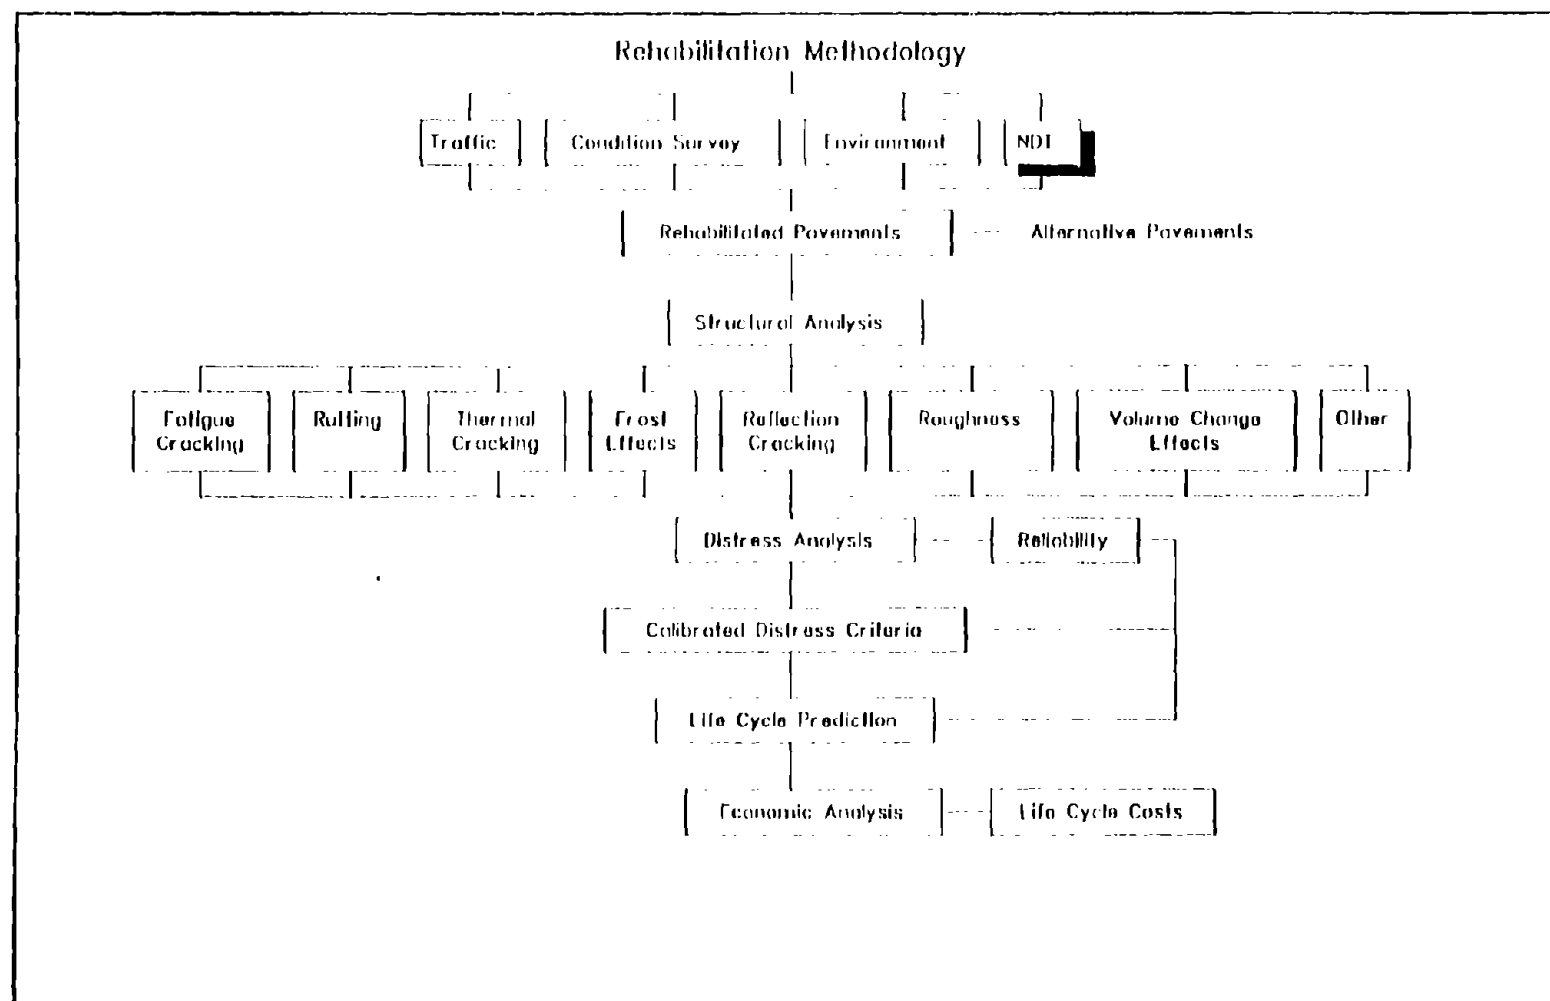 Rehabilitation Methodology
Traffic
Condition Survey
Environment
NDT
Rehabilitated Pavements
Alternative Pavements
Structural Analysis
Fatigue
Cracking
Rutting
Thermal
Cracking
Frost
Effects
Reflection
Cracking
Roughness
Volume Change
Effects
Other
Distress Analysis
Reliability
Calibrated Distress Criteria
Life Cycle Prediction
Economic Analysis
Life Cycle Costs